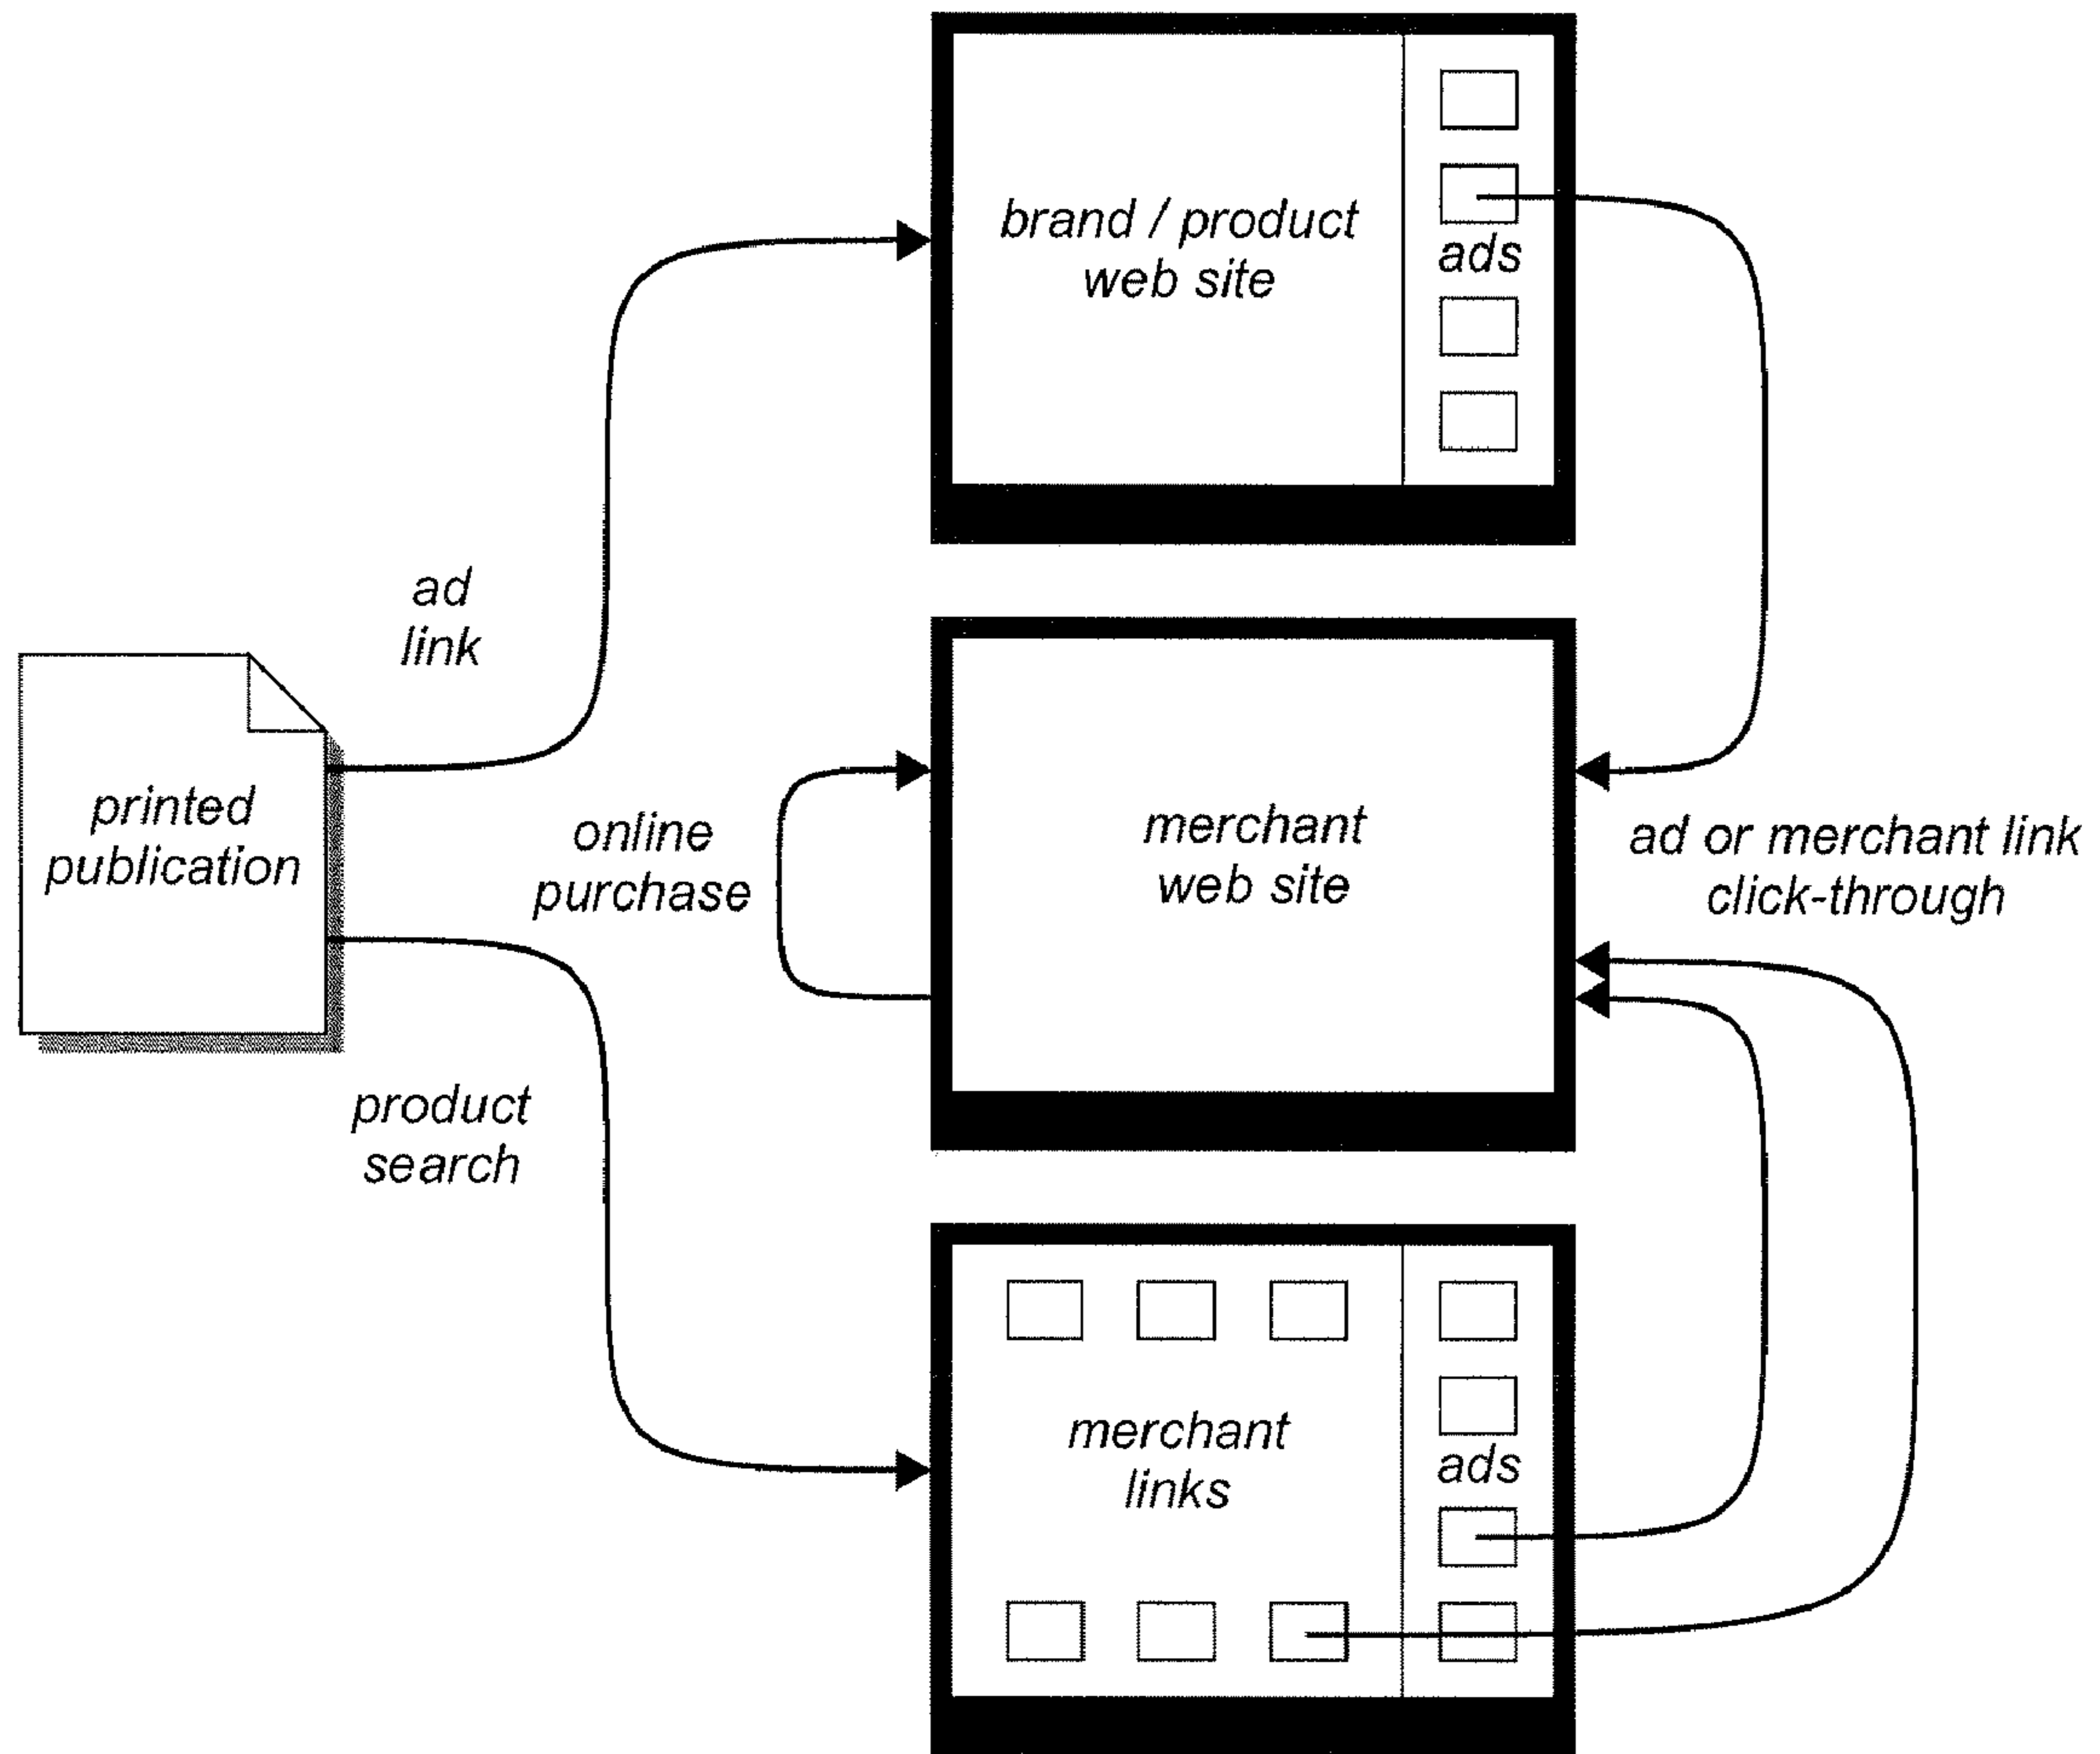 brand / product
web site
ads
ad
link
printed
publication
online
purchase
merchant
web site
ad or merchant link
click-through
product
search
merchant
links
ads